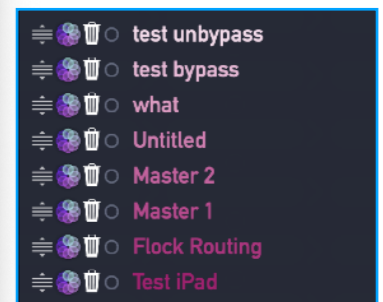 test unbypass
test bypass
what
Untitled
Master 2
Master 1
Flock Routing
Test iPad